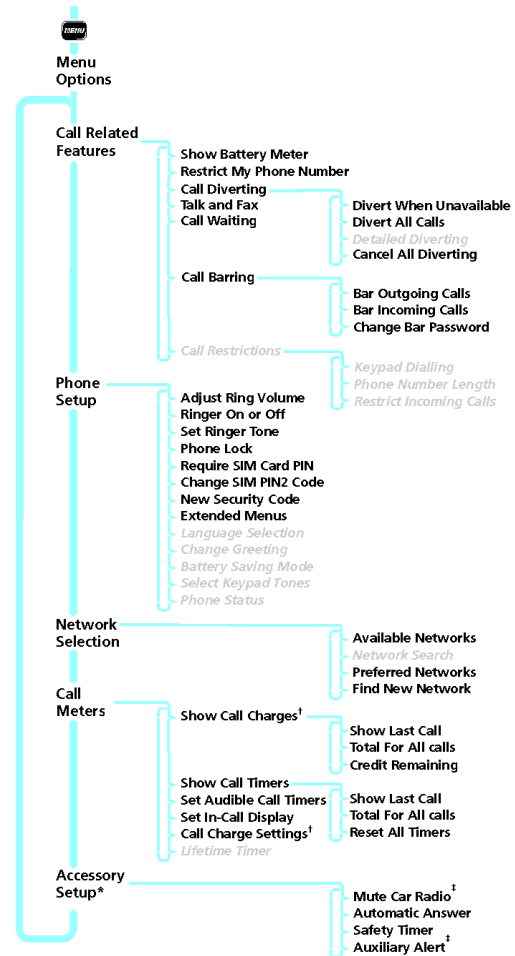 MENU
Menu
Options
Call Related
Features
Show Battery Meter
Restrict My Phone Number
Call Diverting
Talk and Fax
Call Waiting
Divert When Unavailable
Divert All Calls
Detailed Diverting
Cancel All Diverting
Call Barring
Bar Outgoing Calls
Bar Incoming Calls
Change Bar Password
Call Restrictions
Keypad Dialling
Phone Number Length
Restrict Incoming Calls
Phone
Setup
Adjust Ring Volume
Ringer On or Off
Set Ringer Tone
Phone Lock
Require SIM Card PIN
Change SIM PIN2 Code
New Security Code
Extended Menus
Language Selection
Change Greeting
Battery Saving Mode
Select Keypad Tones
Phone Status
Network
Selection
Available Networks
Network Search
Preferred Networks
Find New Network
Call
Meters
Show Call Charges†
Show Last Call
Total For All calls
Credit Remaining
Show Call Timers
Set Audible Call Timers
Set In-Call Display
Call Charge Settings†
Lifetime Timer
Show Last Call
Total For All calls
Reset All Timers
Accessory
Setup*
Mute Car Radio‡
Automatic Answer
Safety Timer
Auxiliary Alert‡